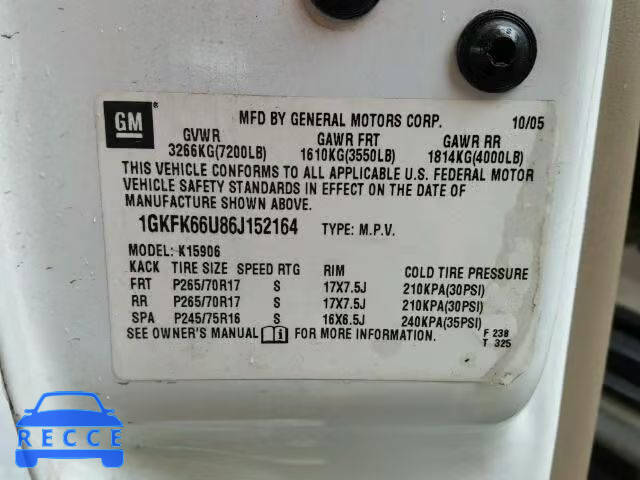 GM
MFD BY GENERAL MOTORS CORP. 10/05
GVWR GAWR FRT GAWR RR
3266KG(7200LB) 1610KG(3550LB) 1814KG(4000LB)
THIS VEHICLE CONFORMS TO ALL APPLICABLE U.S. FEDERAL MOTOR
VEHICLE SAFETY STANDARDS IN EFFECT ON THE DATE OF
MANUFACTURE SHOWN ABOVE.
1GKFK66U86J152164 TYPE: M.P.V.
MODEL: K15906
KACK TIRE SIZE SPEED RTG RIM COLD TIRE PRESSURE
FRT P265/70R17 S 17X7.5J 210KPA(30PSI)
RR P265/70R17 S 17X7.5J 210KPA(30PSI)
SPA P245/75R16 S 16X6.5J 240KPA(35PSI)
SEE OWNER'S MANUAL FOR MORE INFORMATION. F 238
T 325
RECCE